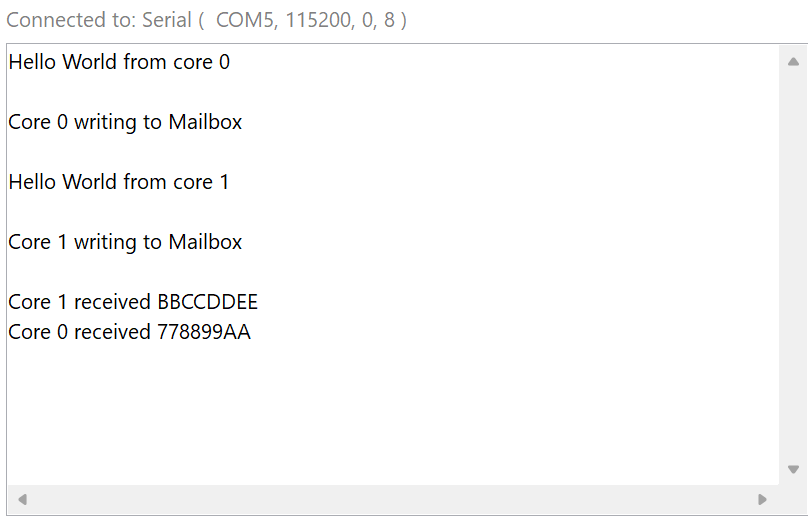 Connected to: Serial (  COM5, 115200, 0, 8 )
Hello World from core 0
Core 0 writing to Mailbox
Hello World from core 1
Core 1 writing to Mailbox
Core 1 received BBCCDDEE
Core 0 received 778899AA